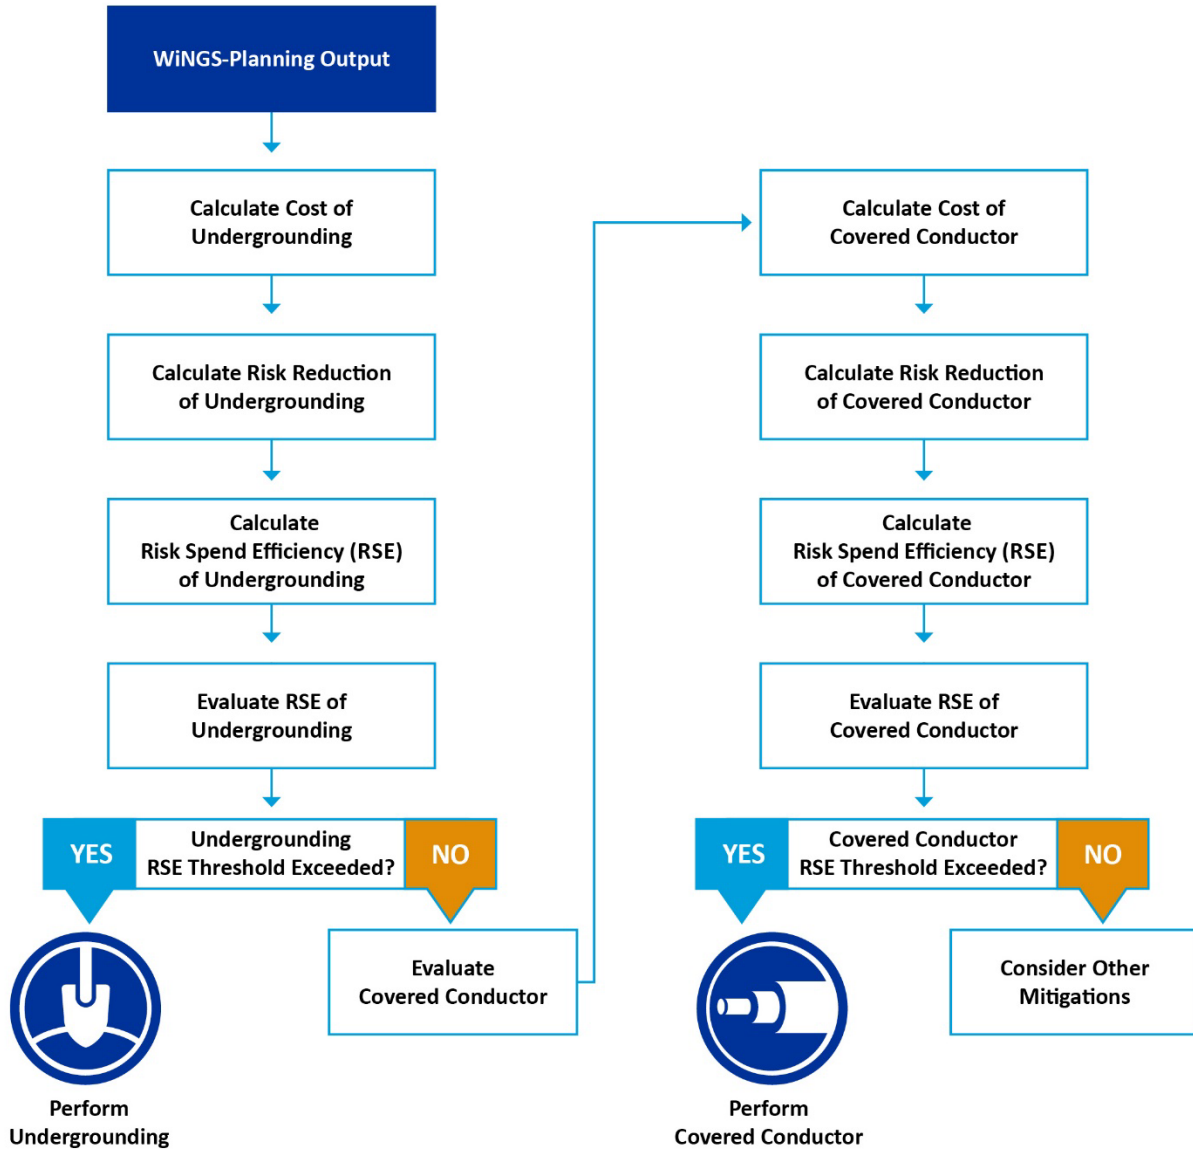 WiNGS-Planning Output
Calculate Cost of
Undergrounding
Calculate Risk Reduction
of Undergrounding
Calculate
Risk Spend Efficiency (RSE)
of Undergrounding
Evaluate RSE of
Undergrounding
YES
Undergrounding
RSE Threshold Exceeded?
NO
Perform
Undergrounding
Evaluate
Covered Conductor
Calculate Cost of
Covered Conductor
Calculate Risk Reduction
of Covered Conductor
Calculate
Risk Spend Efficiency (RSE)
of Covered Conductor
Evaluate RSE of
Covered Conductor
YES
Covered Conductor
RSE Threshold Exceeded?
NO
Perform
Covered Conductor
Consider Other
Mitigations